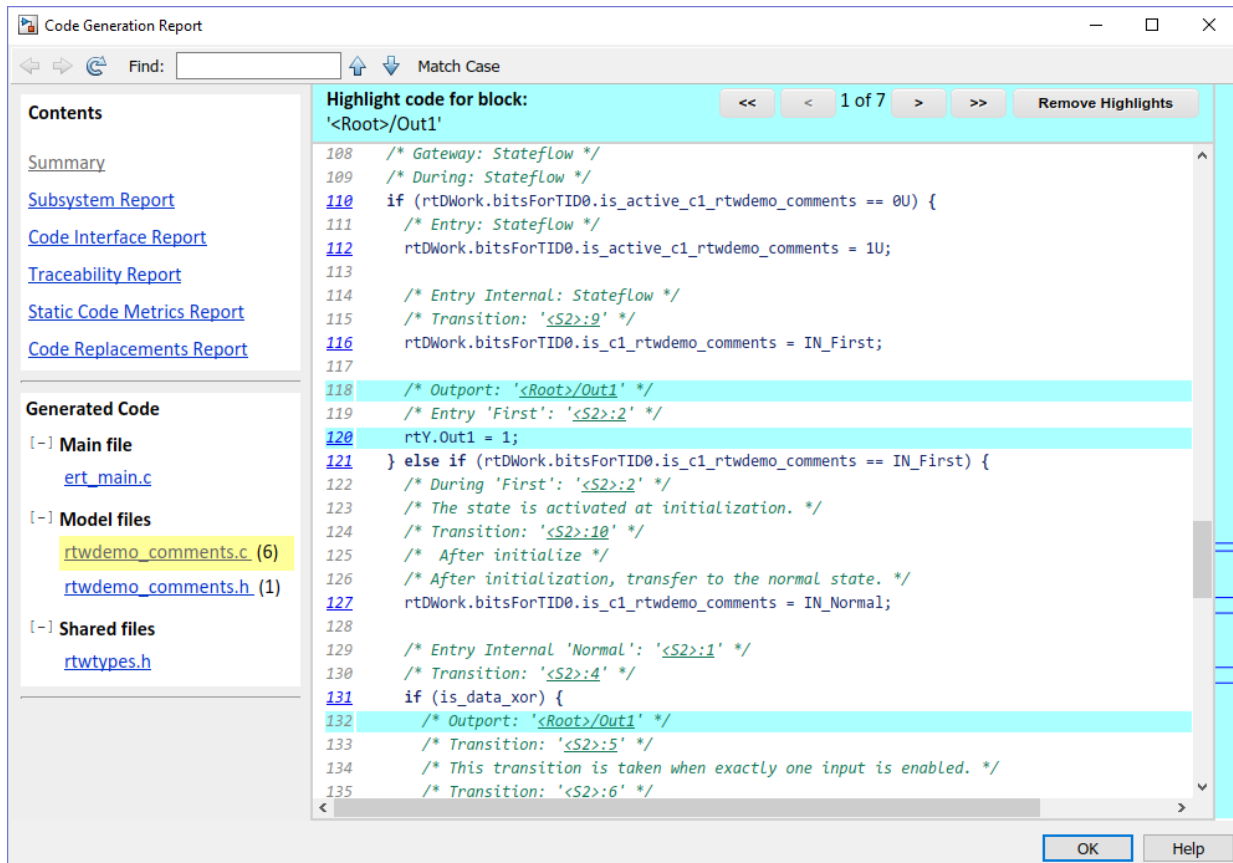 Code Generation Report
Find: Match Case
Contents
Summary
Subsystem Report
Code Interface Report
Traceability Report
Static Code Metrics Report
Code Replacements Report
Generated Code
[-] Main file
ert_main.c
[-] Model files
rtwdemo_comments.c (6)
rtwdemo_comments.h (1)
[-] Shared files
rtwtypes.h
Highlight code for block:
'<Root>/Out1'
<< < 1 of 7 > >> Remove Highlights
108 /* Gateway: Stateflow */
109 /* During: Stateflow */
110 if (rtDWork.bitsForTID0.is_active_c1_rtwdemo_comments == 0U) {
111 /* Entry: Stateflow */
112 rtDWork.bitsForTID0.is_active_c1_rtwdemo_comments = 1U;
113
114 /* Entry Internal: Stateflow */
115 /* Transition: '<S2>:9' */
116 rtDWork.bitsForTID0.is_c1_rtwdemo_comments = IN_First;
117
118 /* Outport: '<Root>/Out1' */
119 /* Entry 'First': '<S2>:2' */
120 rtY.Out1 = 1;
121 } else if (rtDWork.bitsForTID0.is_c1_rtwdemo_comments == IN_First) {
122 /* During 'First': '<S2>:2' */
123 /* The state is activated at initialization. */
124 /* Transition: '<S2>:10' */
125 /*  After initialize */
126 /* After initialization, transfer to the normal state. */
127 rtDWork.bitsForTID0.is_c1_rtwdemo_comments = IN_Normal;
128
129 /* Entry Internal 'Normal': '<S2>:1' */
130 /* Transition: '<S2>:4' */
131 if (is_data_xor) {
132 /* Outport: '<Root>/Out1' */
133 /* Transition: '<S2>:5' */
134 /* This transition is taken when exactly one input is enabled. */
135 /* Transition: '<S2>:6' */
OK Help